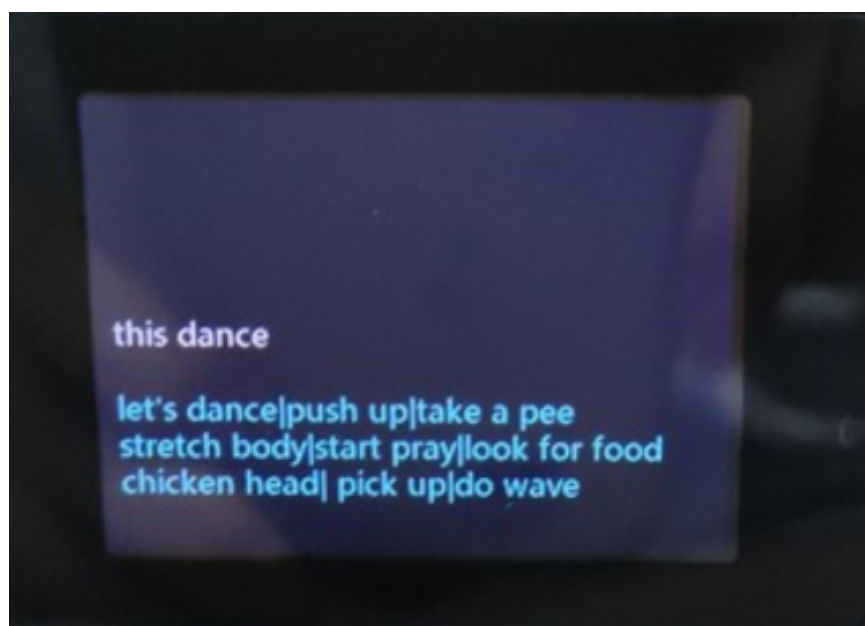 this dance
let's dance|push up|take a pee
stretch body|start pray|look for food
chicken head| pick up|do wave